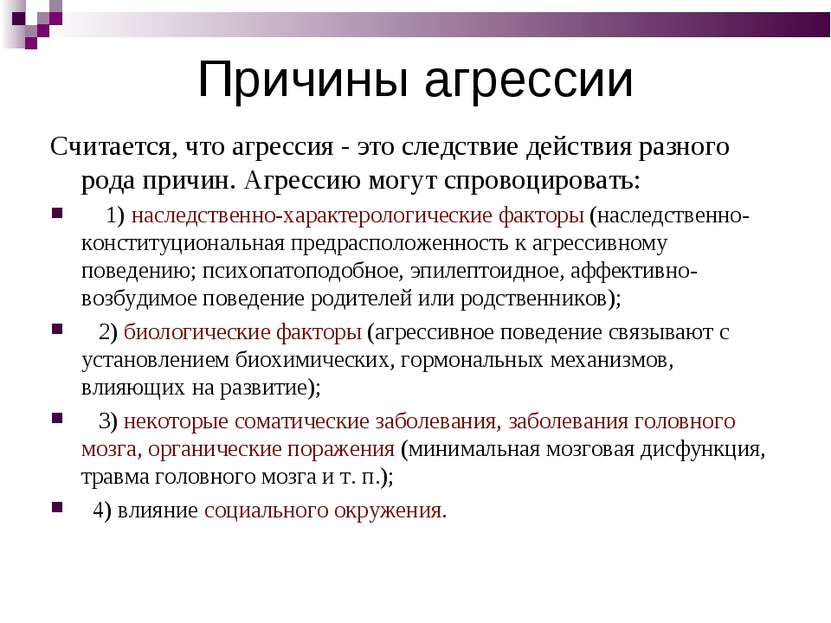 Причины агрессии
Считается, что агрессия - это следствие действия разного
рода причин. Агрессию могут спровоцировать:
1) наследственно-характерологические факторы (наследственно-
конституциональная предрасположенность к агрессивному
поведению; психопатоподобное, эпилептоидное, аффективно-
возбудимое поведение родителей или родственников);
2) биологические факторы (агрессивное поведение связывают с
установлением биохимических, гормональных механизмов,
влияющих на развитие);
3) некоторые соматические заболевания, заболевания головного
мозга, органические поражения (минимальная мозговая дисфункция,
травма головного мозга и т. п.);
4) влияние социального окружения.